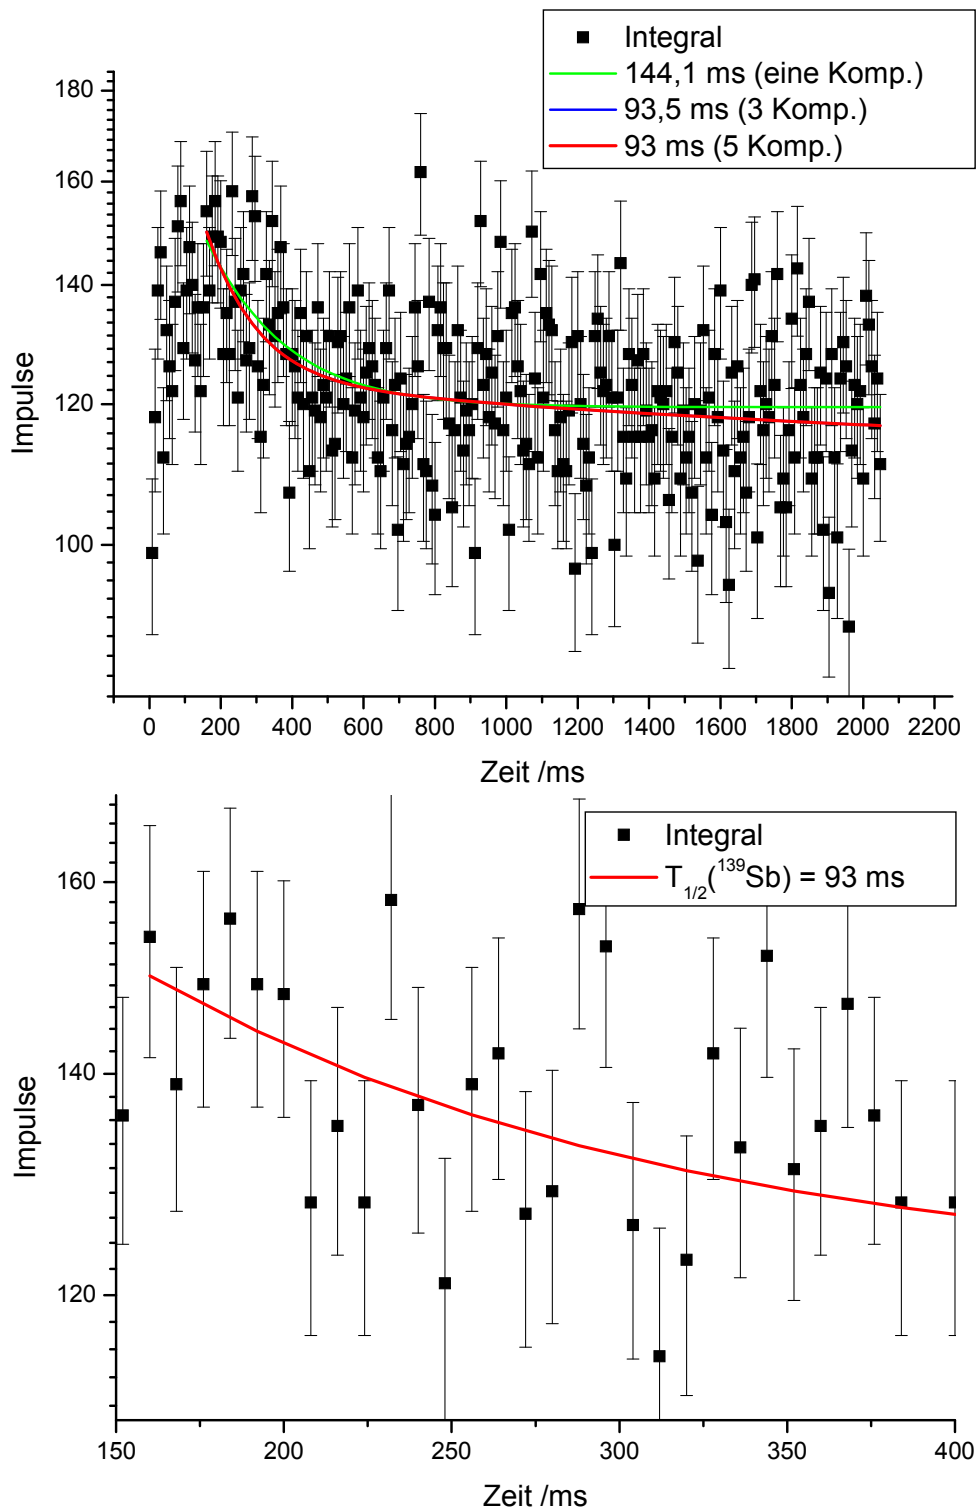 Integral
144,1 ms (eine Komp.)
93,5 ms (3 Komp.)
93 ms (5 Komp.)
180
160
140
120
100
Impulse
0 200 400 600 800 1000 1200 1400 1600 1800 2000 2200
Zeit /ms
Integral
T1/2(139Sb) = 93 ms
160
140
120
Impulse
150 200 250 300 350 400
Zeit /ms